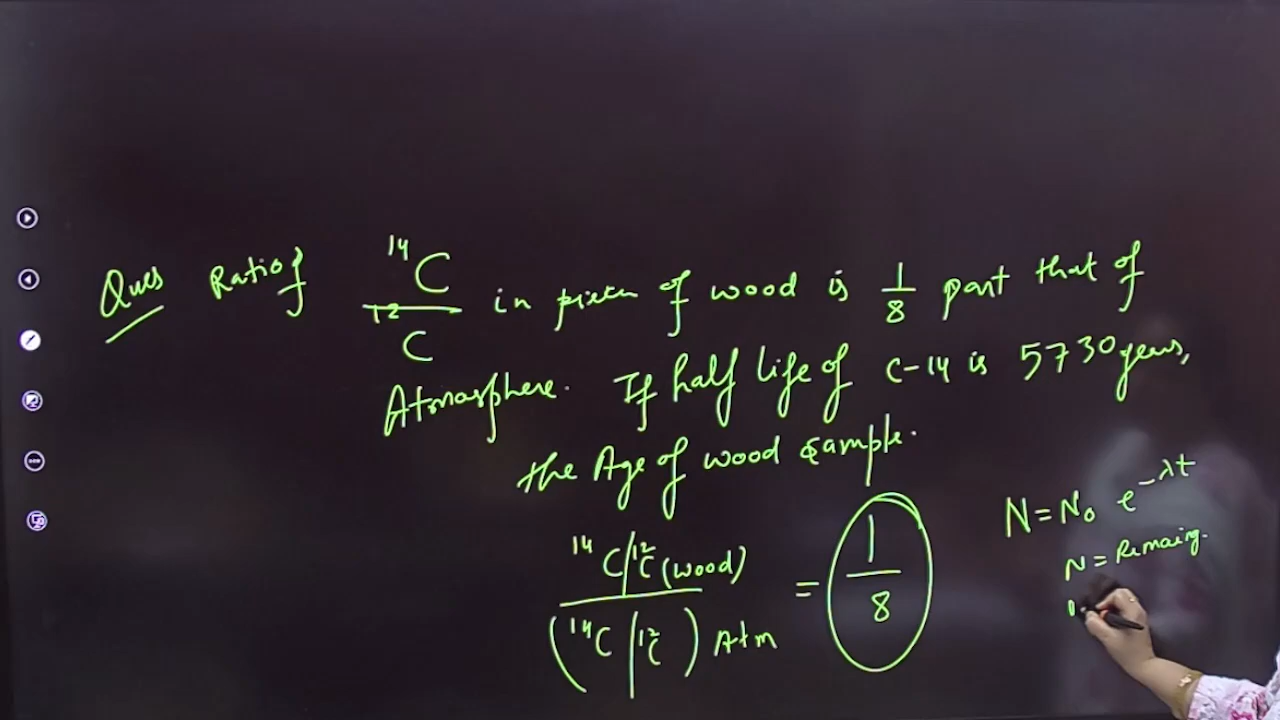 Ques Ratio of ¹⁴C/¹²C in of wood is 1/8 part that of
Atmosphere. If half life of C-14 is 5730 years,
the Age of wood sample.
¹⁴C/¹²C (wood) / (¹⁴C/¹²C) Atm = 1/8
N = N₀ e^-λt
N = Remaing.